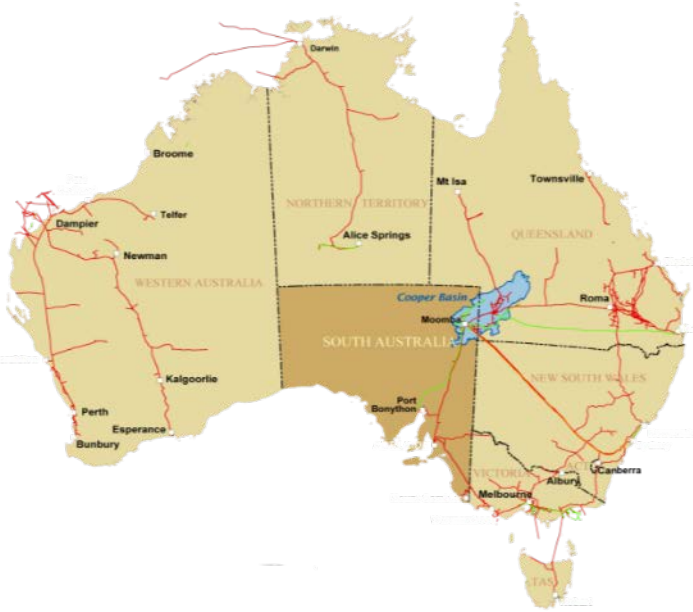 Darwin
Broome
Mt Isa
Townsville
NORTHERN TERRITORY
Telfer
Dampier
Alice Springs
QUEENSLAND
Newman
WESTERN AUSTRALIA
Cooper Basin
Roma
Moomba
SOUTH AUSTRALIA
NEW SOUTH WALES
Kalgoorlie
Port
Bonython
Perth
Esperance
Bunbury
ACT
Canberra
VICTORIA
Albury
Melbourne
TAS